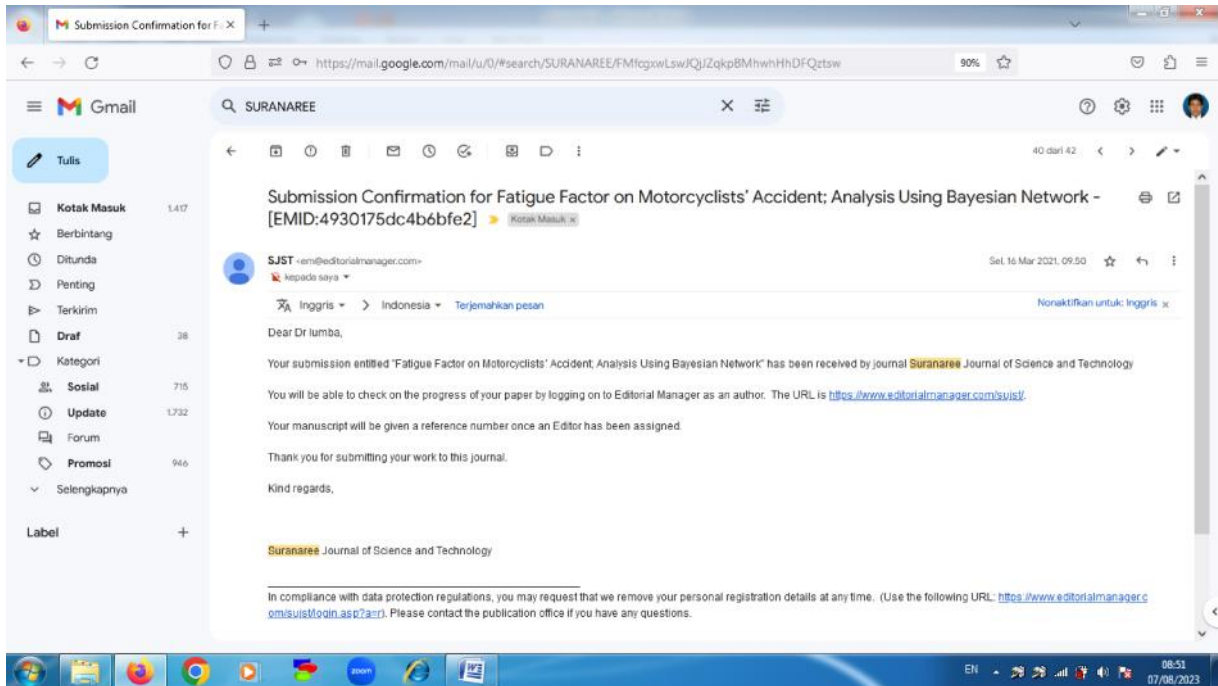 Submission Confirmation for F
https://mail.google.com/mail/u/0/#search/SURANAREE/FMfcgxwLswJQjJZqkpBMhwhHhDFQztsw
90%
Gmail
SURANAREE
Tulis
40 dari 42
Kotak Masuk 1.417
Berbintang
Ditunda
Penting
Terkirim
Draf 38
Kategori
Sosial 715
Update 1.732
Forum
Promosi 946
Selengkapnya
Label
Submission Confirmation for Fatigue Factor on Motorcyclists' Accident; Analysis Using Bayesian Network -
[EMID:4930175dc4b6bfe2] Kotak Masuk x
SJST <em@editorialmanager.com>
Sel, 16 Mar 2021, 09.50
kepada saya
Inggris > Indonesia Terjemahkan pesan
Nonaktifkan untuk: Inggris x
Dear Dr lumba,
Your submission entitled "Fatigue Factor on Motorcyclists' Accident; Analysis Using Bayesian Network" has been received by journal Suranaree Journal of Science and Technology
You will be able to check on the progress of your paper by logging on to Editorial Manager as an author. The URL is https://www.editorialmanager.com/sujst/.
Your manuscript will be given a reference number once an Editor has been assigned.
Thank you for submitting your work to this journal.
Kind regards,
Suranaree Journal of Science and Technology
In compliance with data protection regulations, you may request that we remove your personal registration details at any time. (Use the following URL: https://www.editorialmanager.c
om/sujst/login.asp?a=r). Please contact the publication office if you have any questions.
zoom
EN
08:51
07/08/2023